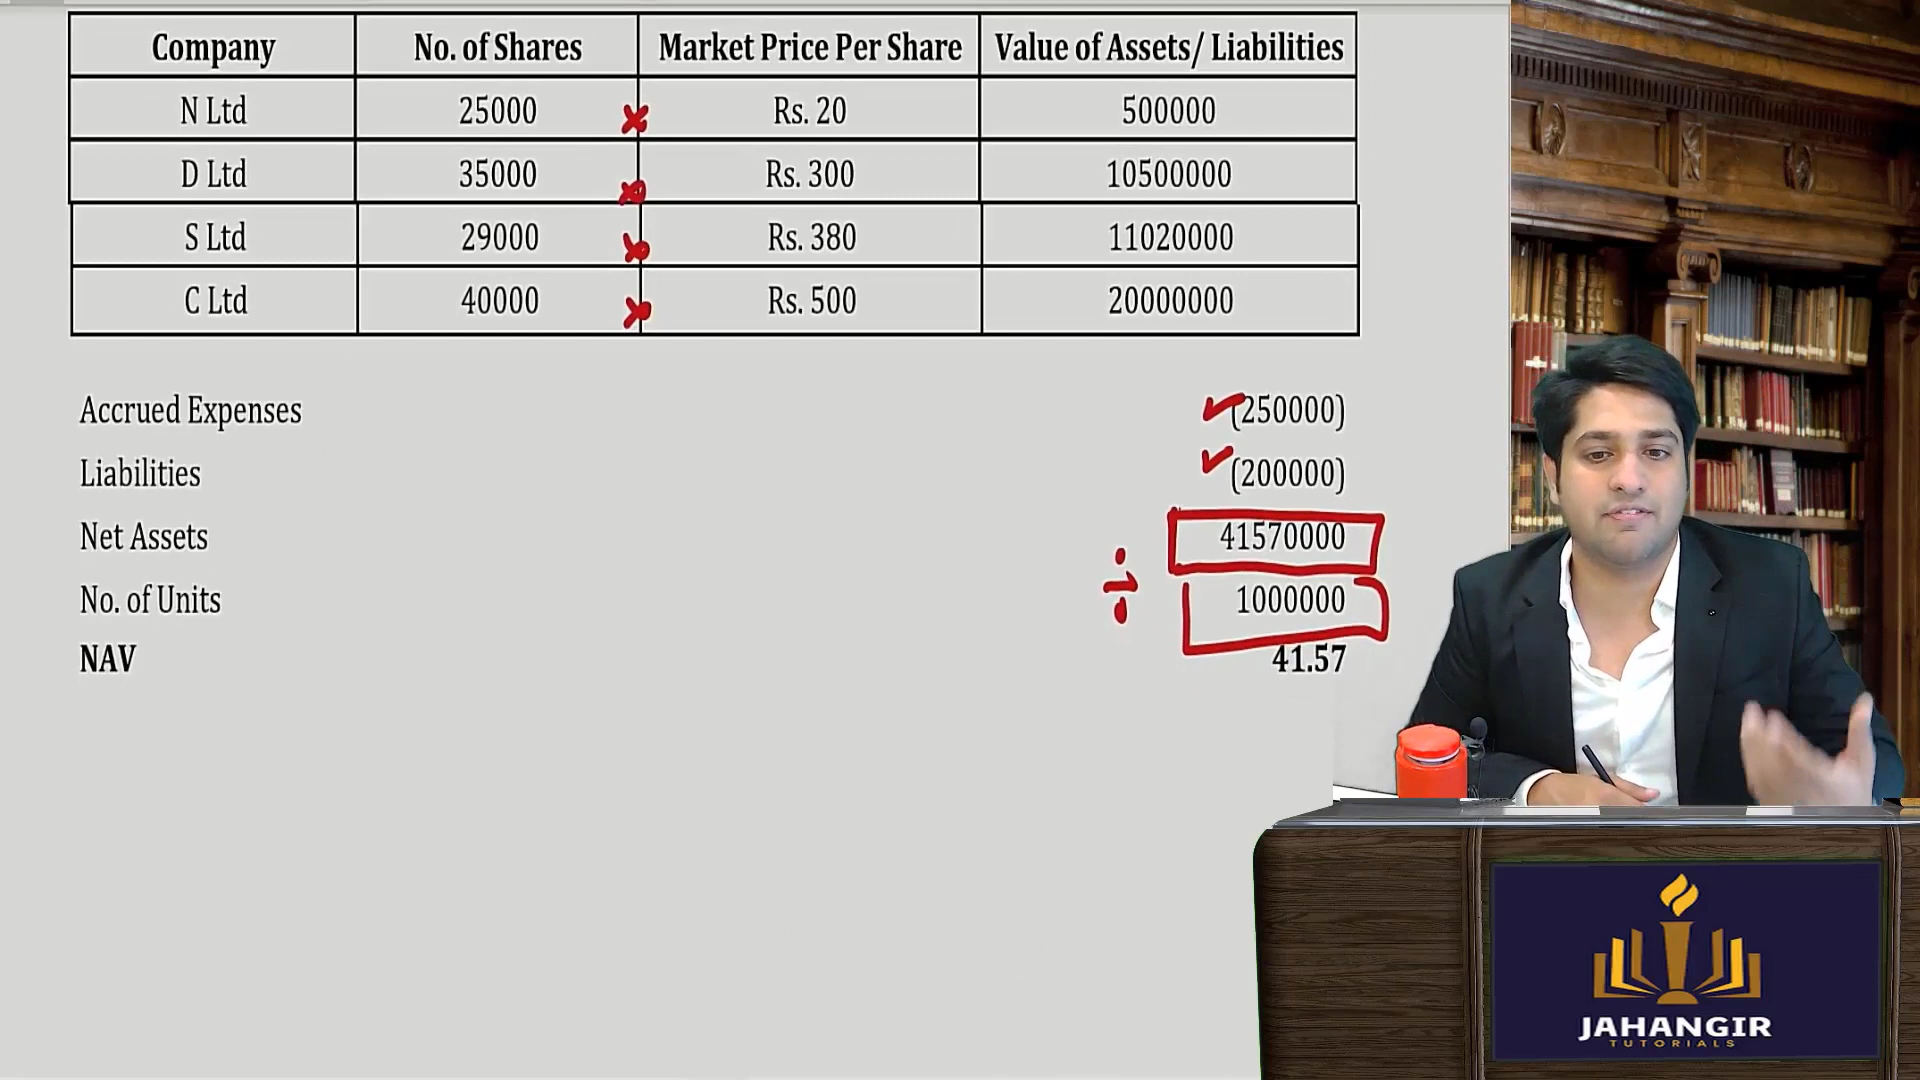 Company No. of Shares Market Price Per Share Value of Assets/ Liabilities
N Ltd 25000 × Rs. 20 500000
D Ltd 35000 × Rs. 300 10500000
S Ltd 29000 × Rs. 380 11020000
C Ltd 40000 × Rs. 500 20000000
Accrued Expenses (250000)
Liabilities (200000)
Net Assets 41570000
÷
No. of Units 1000000
NAV 41.57
JAHANGIR
TUTORIALS